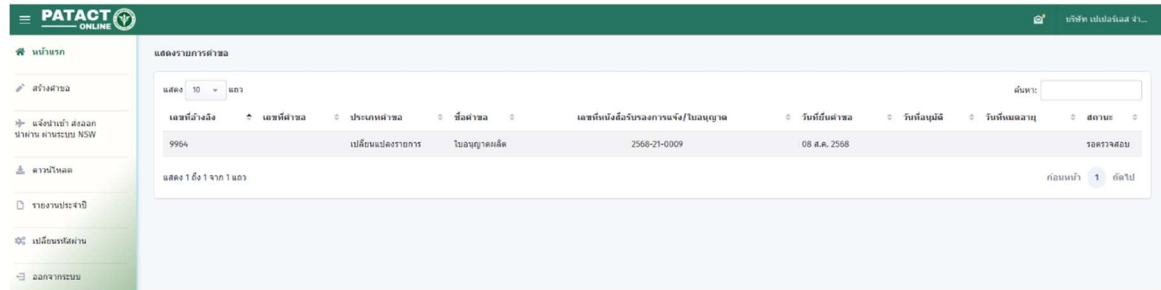 PATACT
ONLINE
บริษัท เปเปอร์เฮส จำ...
หน้าแรก
สร้างคำขอ
แจ้งนำเข้า ส่งออก
นำผ่าน ผ่านระบบ NSW
ดาวน์โหลด
รายงานประจำปี
เปลี่ยนรหัสผ่าน
ออกจากระบบ
แสดงรายการคำขอ
แสดง 10 แถว
ค้นหา:
เลขที่อ้างอิง เลขที่คำขอ ประเภทคำขอ ชื่อคำขอ เลขที่หนังสือรับรองการแจ้ง/ใบอนุญาต วันที่ยื่นคำขอ วันที่อนุมัติ วันที่หมดอายุ สถานะ
9964 เปลี่ยนแปลงรายการ ใบอนุญาตผลิต 2568-21-0009 08 ส.ค. 2568 รอตรวจสอบ
แสดง 1 ถึง 1 จาก 1 แถว
ก่อนหน้า 1 ถัดไป